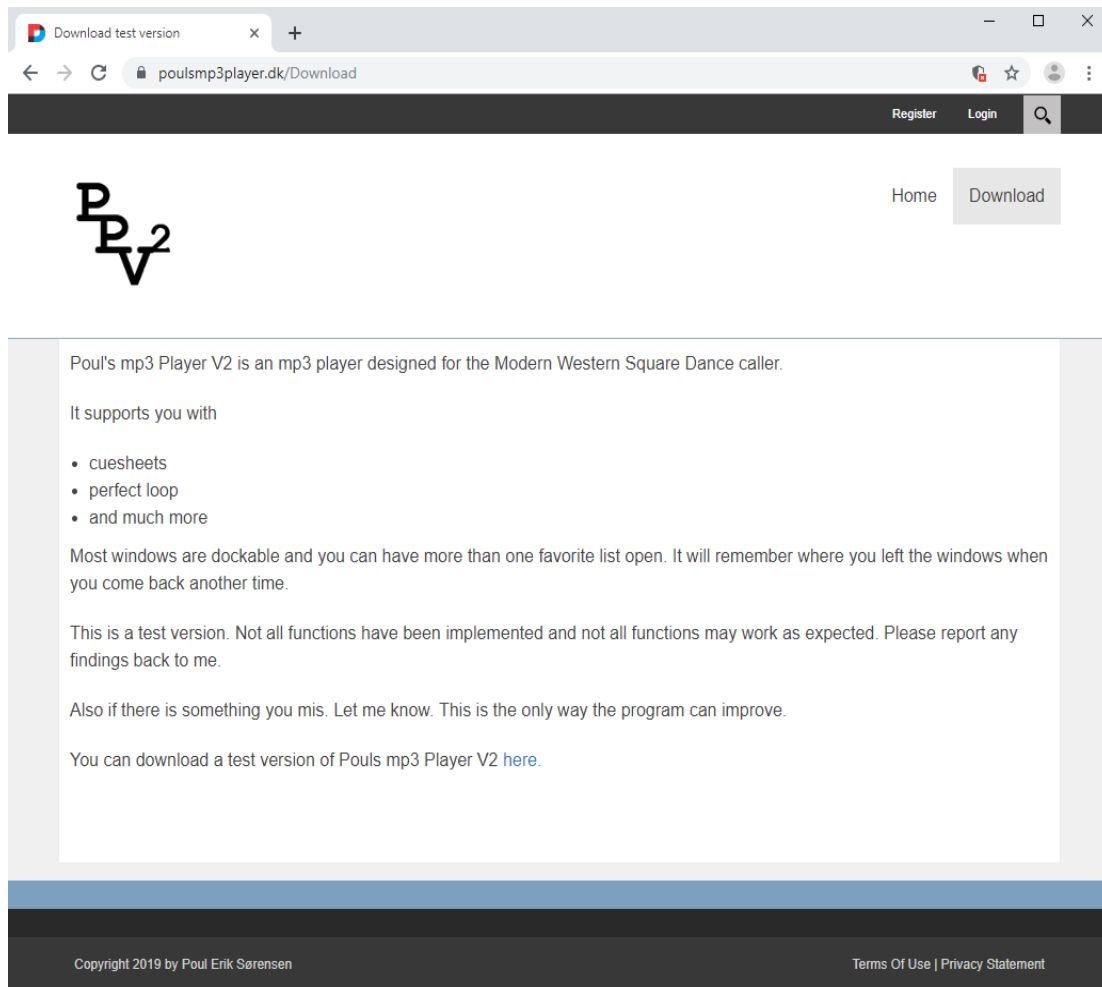 Download test version
poulsmp3player.dk/Download
Register Login
PPV2
Home Download
Poul's mp3 Player V2 is an mp3 player designed for the Modern Western Square Dance caller.
It supports you with
• cuesheets
• perfect loop
• and much more
Most windows are dockable and you can have more than one favorite list open. It will remember where you left the windows when
you come back another time.
This is a test version. Not all functions have been implemented and not all functions may work as expected. Please report any
findings back to me.
Also if there is something you mis. Let me know. This is the only way the program can improve.
You can download a test version of Pouls mp3 Player V2 here.
Copyright 2019 by Poul Erik Sørensen Terms Of Use | Privacy Statement